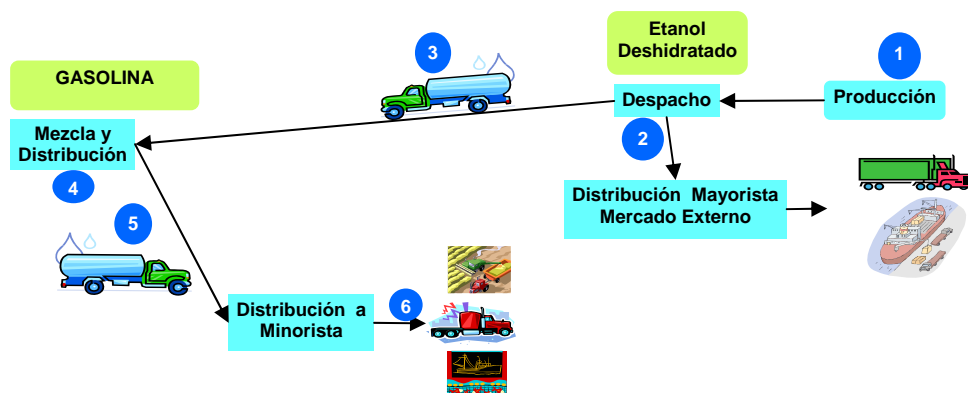 Etanol
Deshidratado
1
3
GASOLINA
Producción
Despacho
Mezcla y
Distribución
2
4
Distribución Mayorista
Mercado Externo
5
Distribución a
Minorista
6